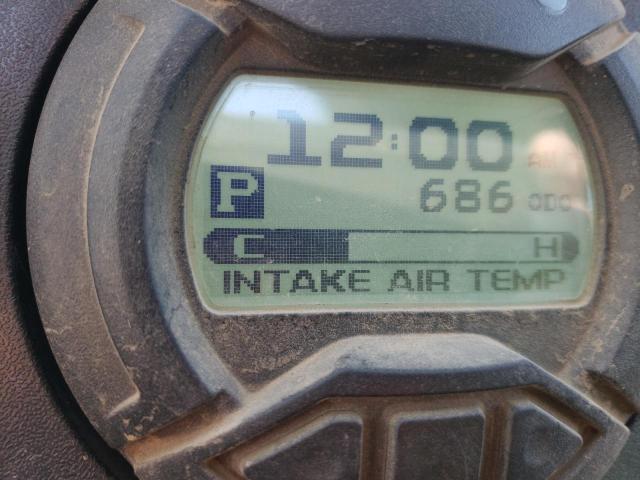 12:00 AM
P 686 ODO
C H
INTAKE AIR TEMP